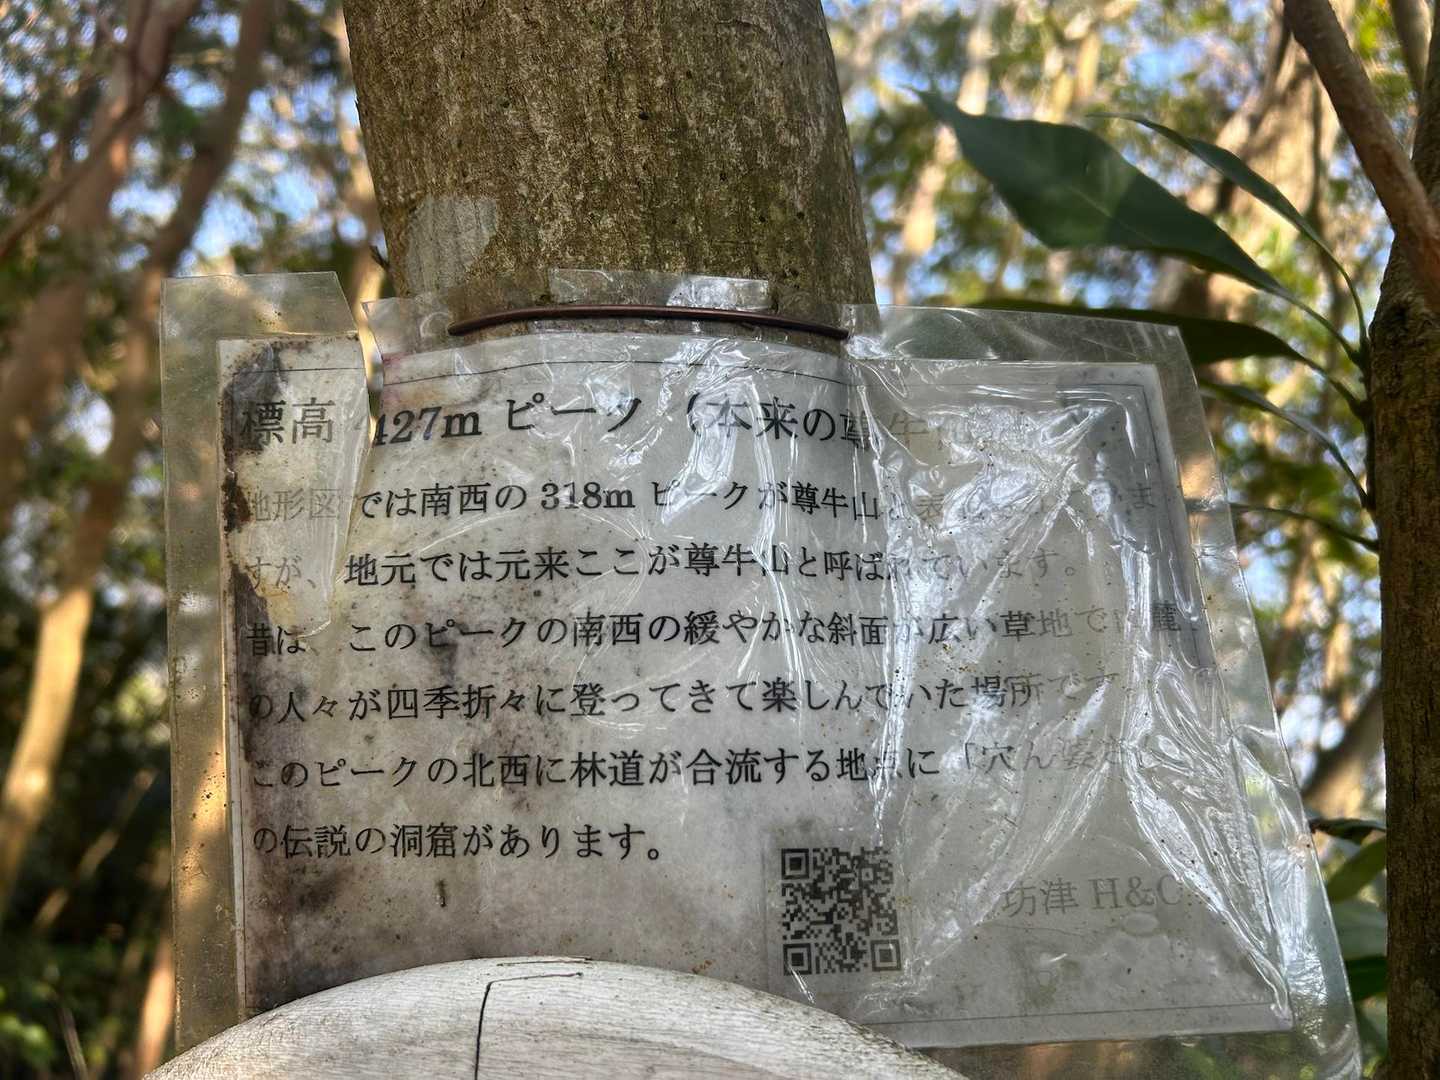 標高 427m ピーク（本来の尊牛
地形図では南西の 318m ピークが尊牛山と表
すが、地元では元来ここが尊牛山と呼ばれています。
昔は、このピークの南西の緩やかな斜面が広い草地で 麓
の人々が四季折々に登ってきて楽しんでいた場所です
このピークの北西に林道が合流する地点に「穴ん婆
の伝説の洞窟があります。
坊津 H&C